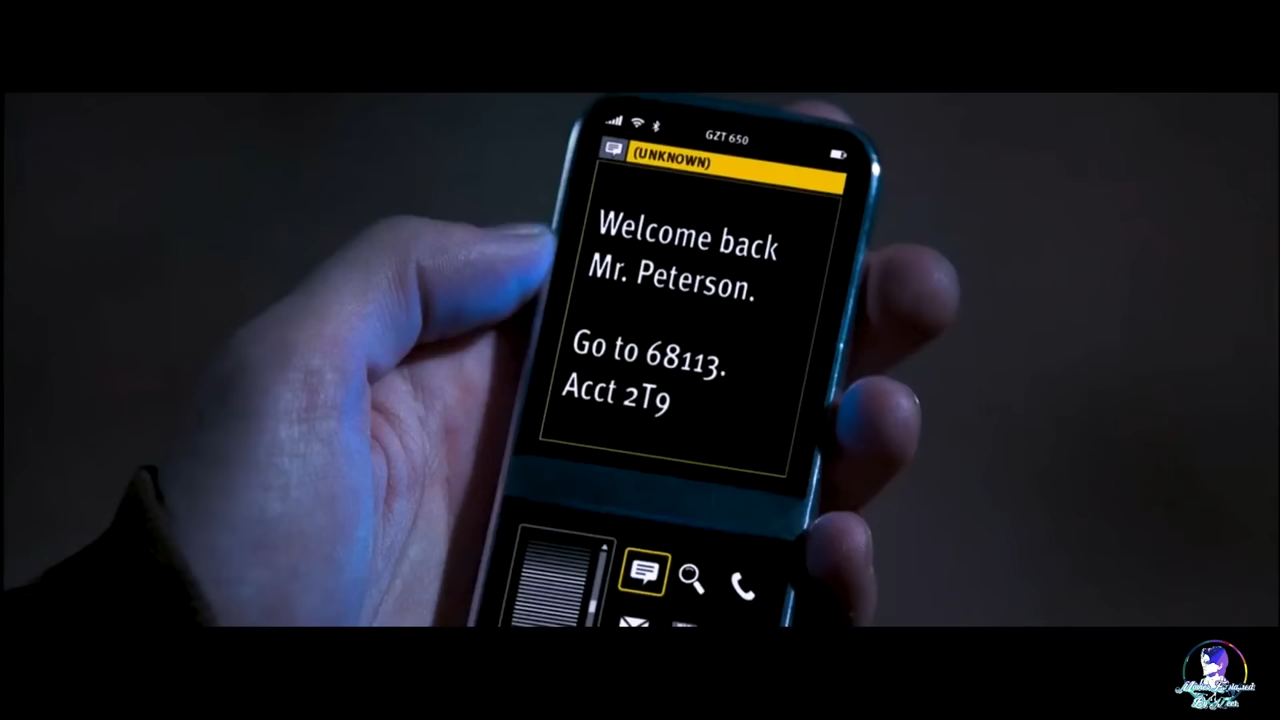 GZT 650
(UNKNOWN)
Welcome back
Mr. Peterson.
Go to 68113.
Acct 2T9